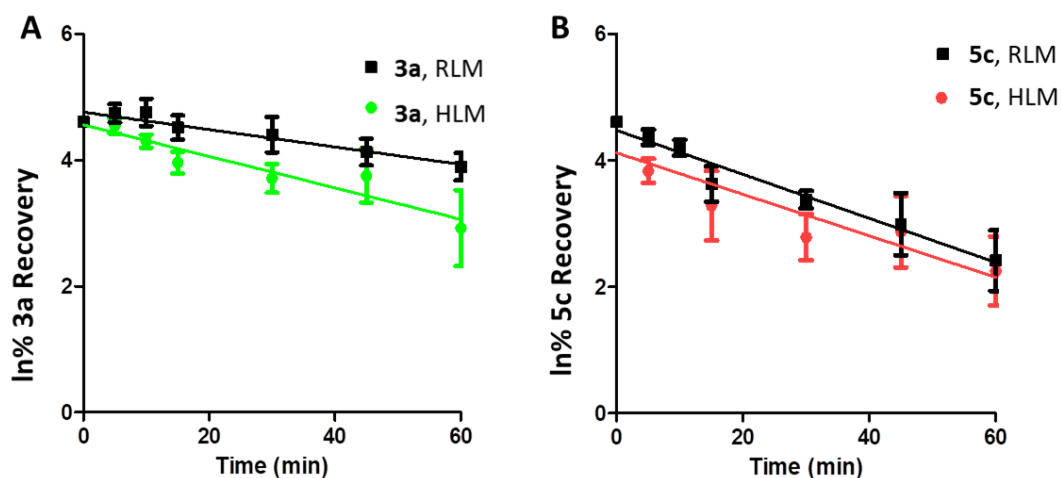 A
3a, RLM
3a, HLM
ln% 3a Recovery
6
4
2
0
0 20 40 60
Time (min)
B
5c, RLM
5c, HLM
ln% 5c Recovery
6
4
2
0
0 20 40 60
Time (min)